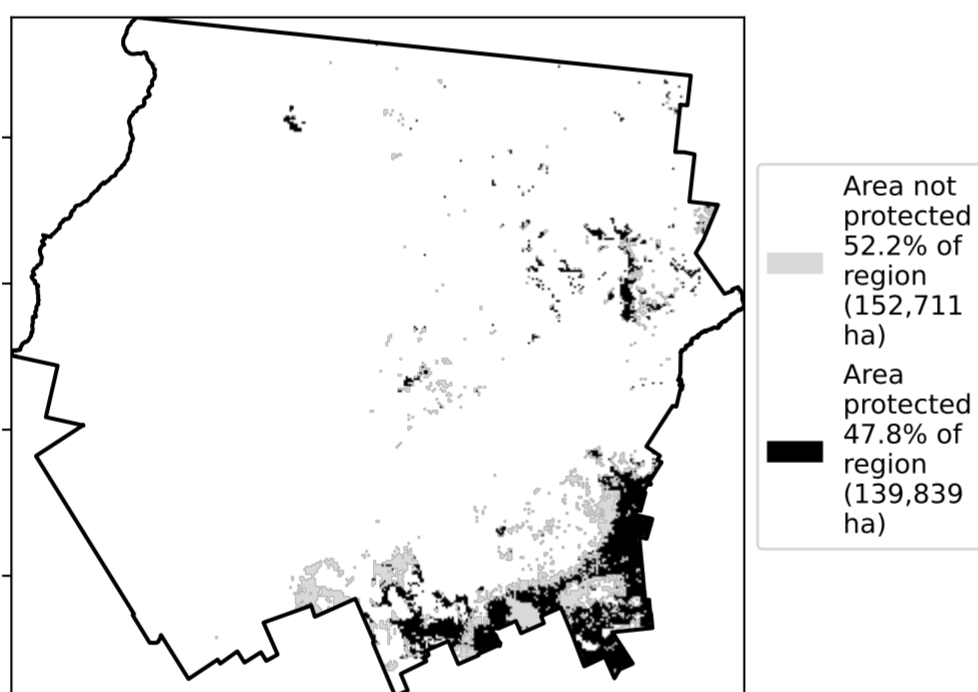 Area not
protected
52.2% of
region
(152,711
ha)
Area
protected
47.8% of
region
(139,839
ha)